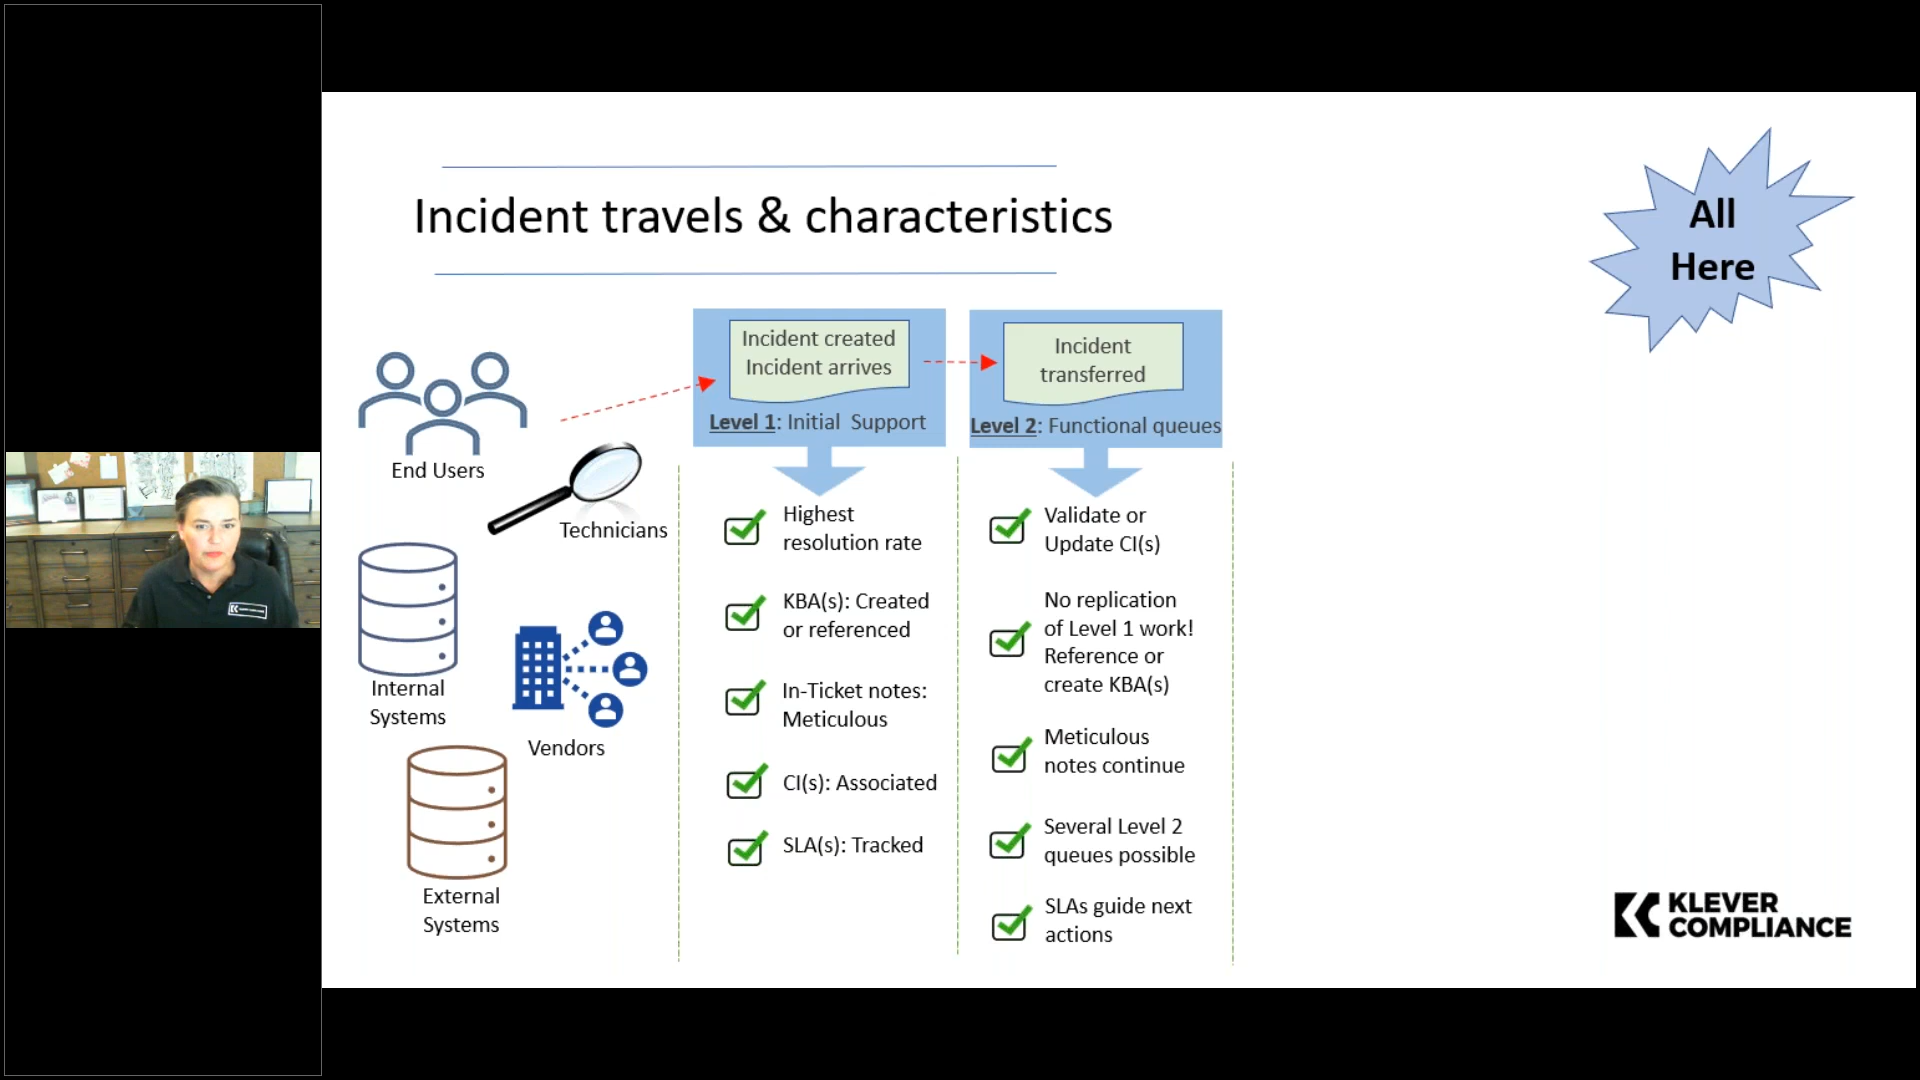 Incident travels & characteristics
All
Here
End Users
Technicians
Internal
Systems
Vendors
External
Systems
Incident created
Incident arrives
Level 1: Initial Support
Highest
resolution rate
KBA(s): Created
or referenced
In-Ticket notes:
Meticulous
CI(s): Associated
SLA(s): Tracked
Incident
transferred
Level 2: Functional queues
Validate or
Update CI(s)
No replication
of Level 1 work!
Reference or
create KBA(s)
Meticulous
notes continue
Several Level 2
queues possible
SLAs guide next
actions
KLEVER
COMPLIANCE